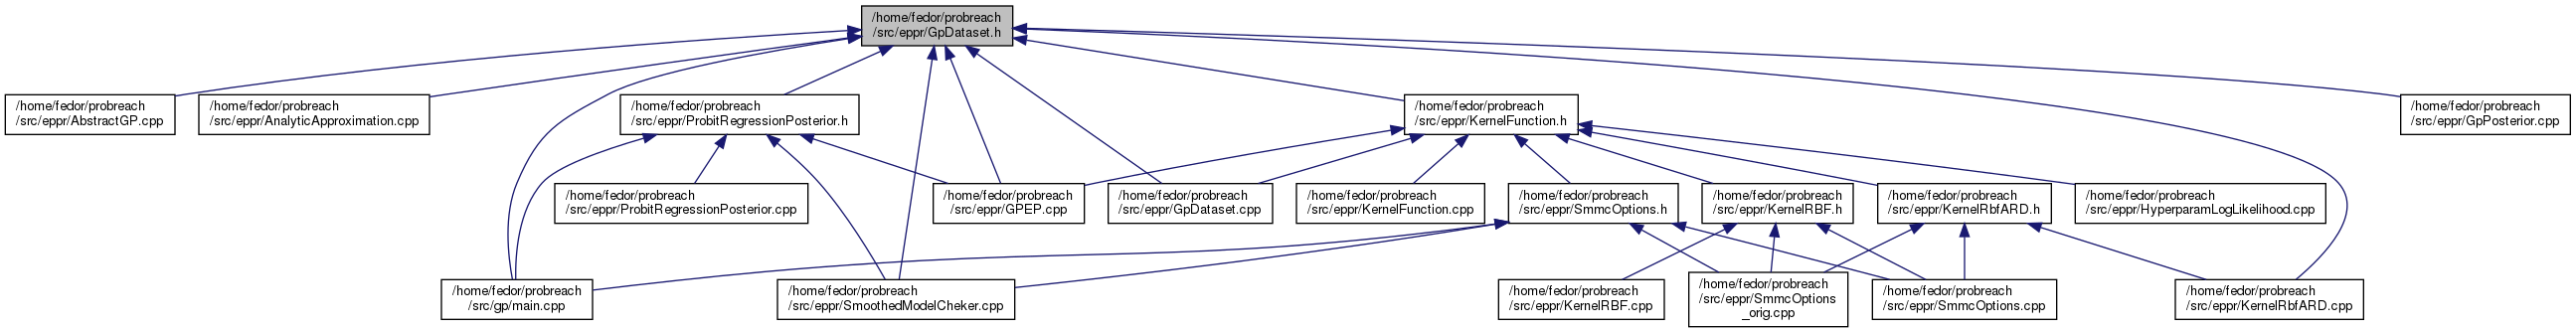 /home/fedor/probreach
/src/eppr/GpDataset.h
/home/fedor/probreach
/src/eppr/AbstractGP.cpp
/home/fedor/probreach
/src/eppr/AnalyticApproximation.cpp
/home/fedor/probreach
/src/eppr/ProbitRegressionPosterior.h
/home/fedor/probreach
/src/eppr/KernelFunction.h
/home/fedor/probreach
/src/eppr/GpPosterior.cpp
/home/fedor/probreach
/src/eppr/ProbitRegressionPosterior.cpp
/home/fedor/probreach
/src/eppr/GPEP.cpp
/home/fedor/probreach
/src/eppr/GpDataset.cpp
/home/fedor/probreach
/src/eppr/KernelFunction.cpp
/home/fedor/probreach
/src/eppr/SmmcOptions.h
/home/fedor/probreach
/src/eppr/KernelRBF.h
/home/fedor/probreach
/src/eppr/KernelRbfARD.h
/home/fedor/probreach
/src/eppr/HyperparamLogLikelihood.cpp
/home/fedor/probreach
/src/gp/main.cpp
/home/fedor/probreach
/src/eppr/SmoothedModelCheker.cpp
/home/fedor/probreach
/src/eppr/KernelRBF.cpp
/home/fedor/probreach
/src/eppr/SmmcOptions
_orig.cpp
/home/fedor/probreach
/src/eppr/SmmcOptions.cpp
/home/fedor/probreach
/src/eppr/KernelRbfARD.cpp